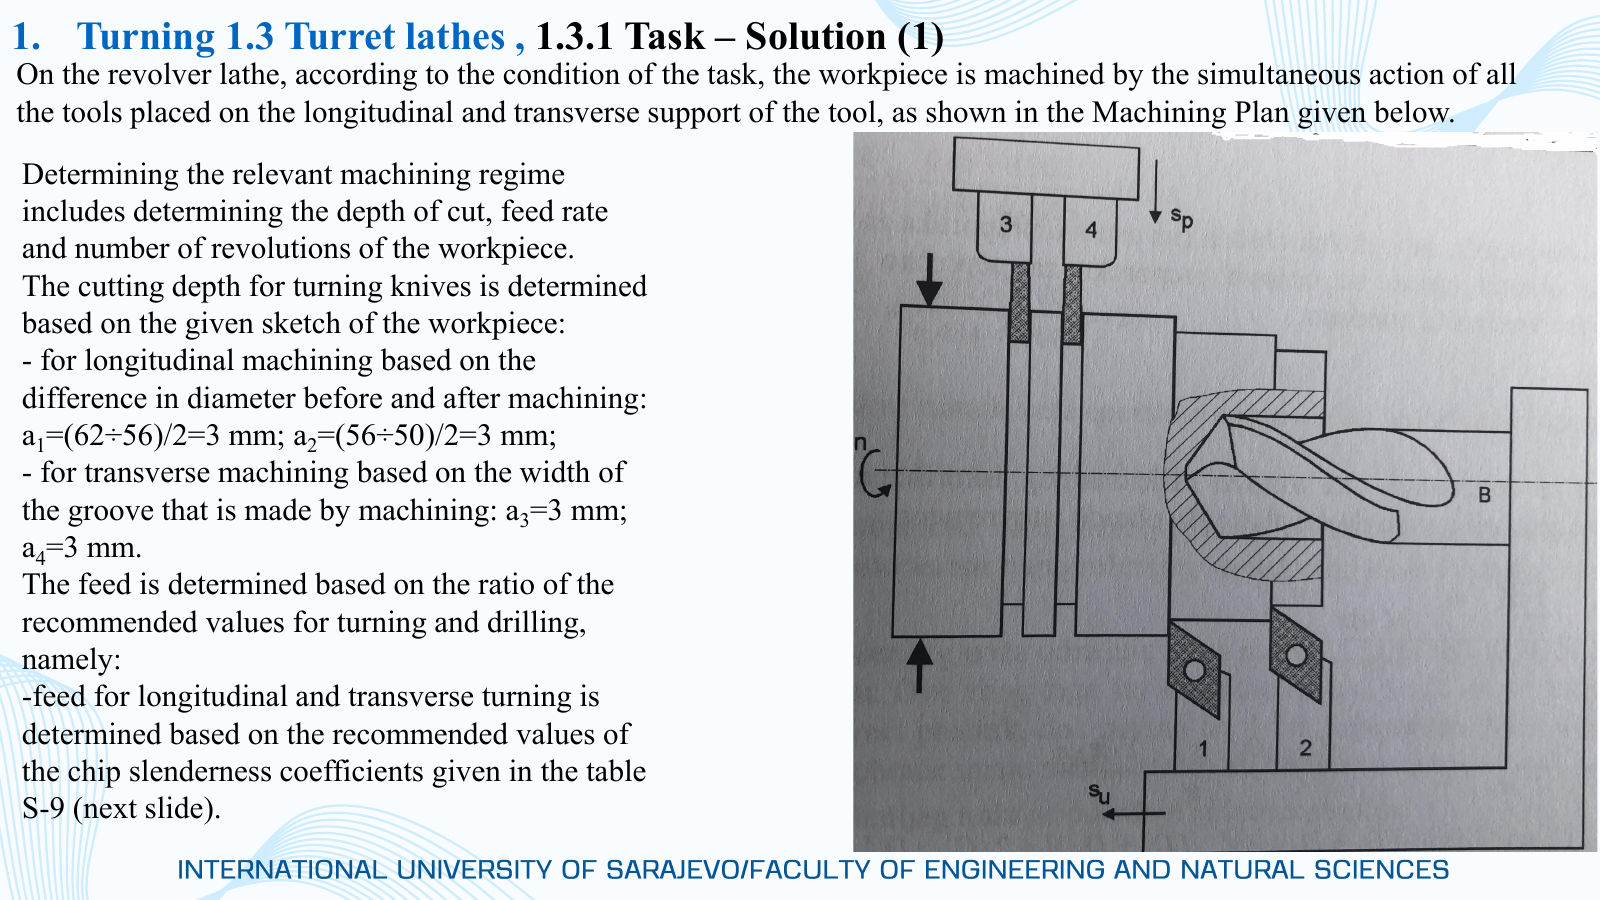 1. Turning 1.3 Turret lathes , 1.3.1 Task – Solution (1)
On the revolver lathe, according to the condition of the task, the workpiece is machined by the simultaneous action of all
the tools placed on the longitudinal and transverse support of the tool, as shown in the Machining Plan given below.
Determining the relevant machining regime
includes determining the depth of cut, feed rate
and number of revolutions of the workpiece.
The cutting depth for turning knives is determined
based on the given sketch of the workpiece:
- for longitudinal machining based on the
difference in diameter before and after machining:
a₁=(62÷56)/2=3 mm; a₂=(56÷50)/2=3 mm;
- for transverse machining based on the width of
the groove that is made by machining: a₃=3 mm;
a₄=3 mm.
The feed is determined based on the ratio of the
recommended values for turning and drilling,
namely:
-feed for longitudinal and transverse turning is
determined based on the recommended values of
the chip slenderness coefficients given in the table
S-9 (next slide).
3
4
sp
n
B
1
2
su
INTERNATIONAL UNIVERSITY OF SARAJEVO/FACULTY OF ENGINEERING AND NATURAL SCIENCES